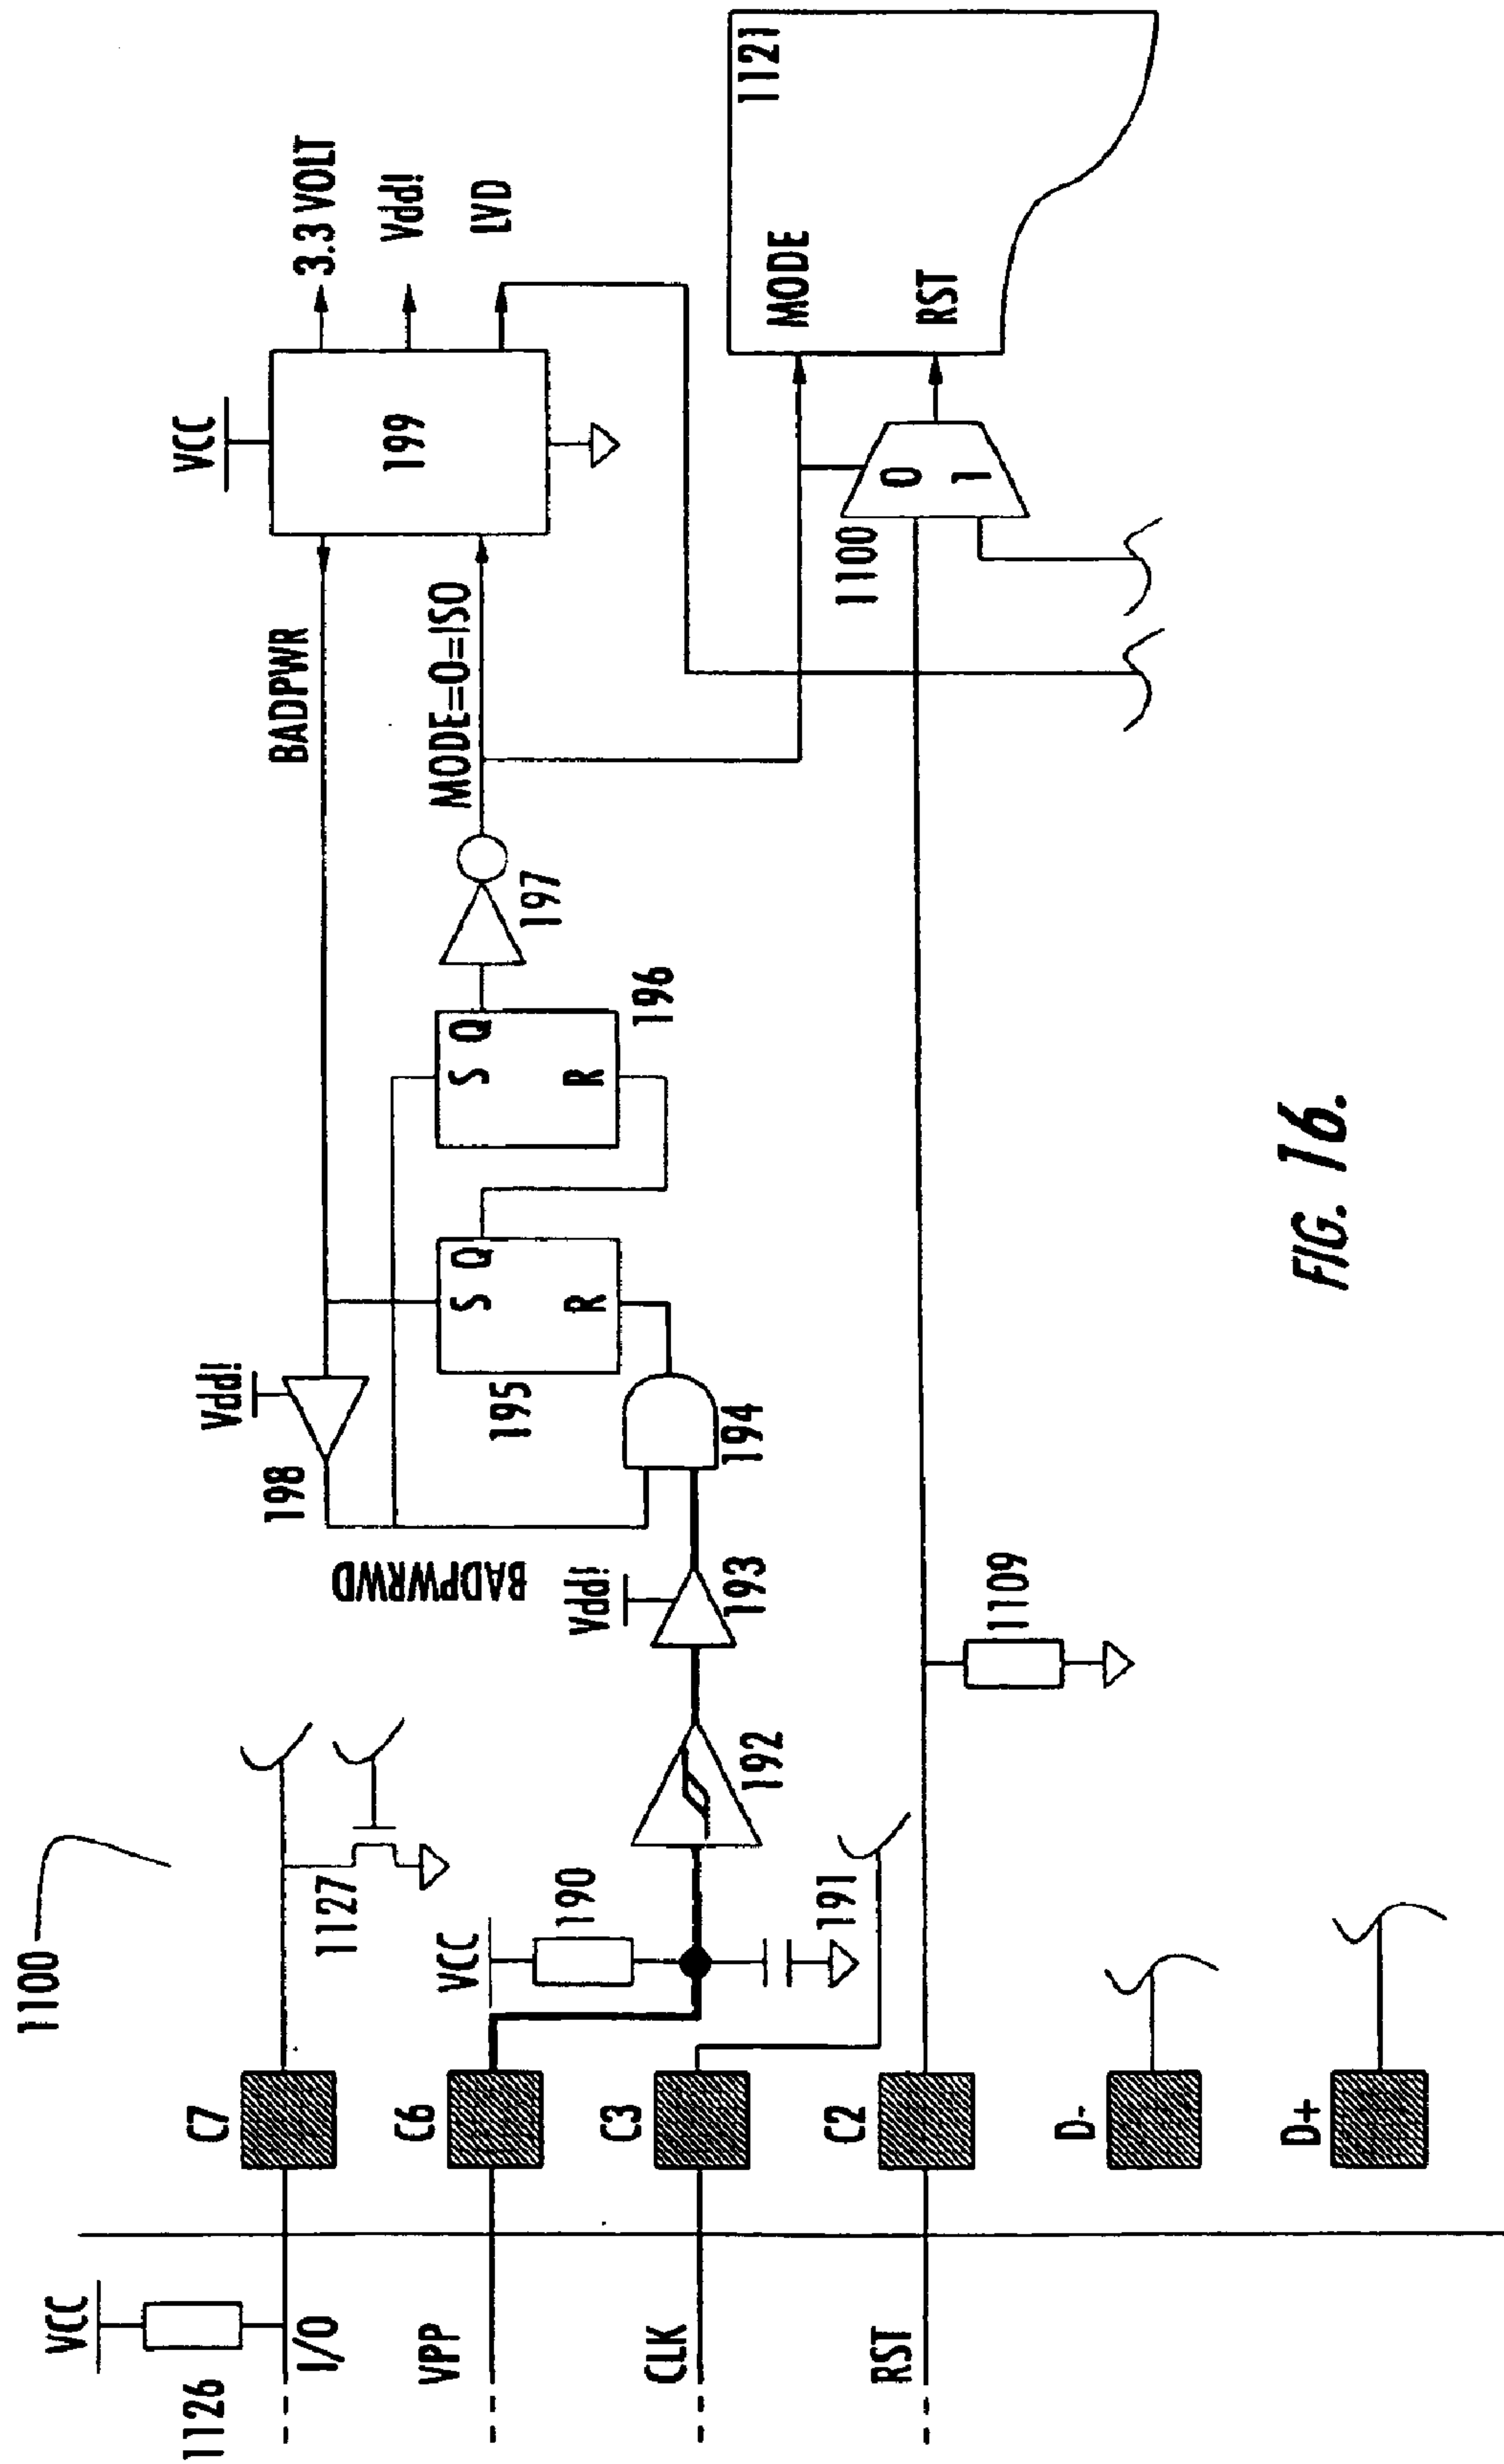 1100
VCC
1126
I/O
C7
1127
VPP
C6
VCC
190
191
192
Vdd!
193
BADPWRWD
194
Vdd!
198
195
S
Q
R
S
Q
R
196
197
BADPWR
MODE=0=ISO
VCC
199
3.3 VOLT
Vdd!
LVD
CLK
C3
RST
C2
1109
1100
0
1
MODE
RST
1121
D-
D+
FIG. 16.